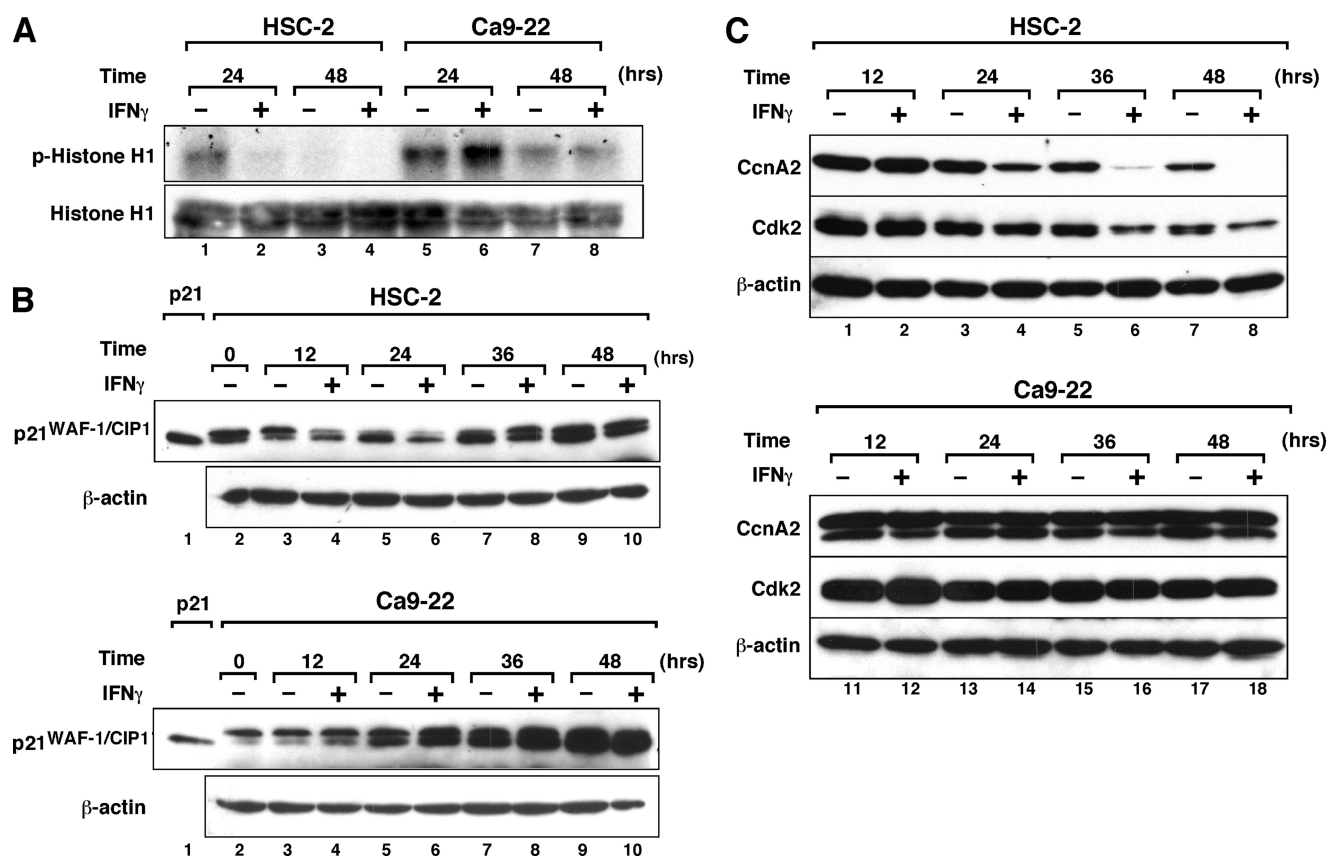 A
HSC-2 Ca9-22
Time 24 48 24 48 (hrs)
IFNγ – + – + – + – +
p-Histone H1
Histone H1
1 2 3 4 5 6 7 8
B
p21 HSC-2
Time 0 12 24 36 48 (hrs)
IFNγ – – + – + – + – +
p21WAF-1/CIP1
β-actin
1 2 3 4 5 6 7 8 9 10
p21 Ca9-22
Time 0 12 24 36 48 (hrs)
IFNγ – – + – + – + – +
p21WAF-1/CIP1
β-actin
1 2 3 4 5 6 7 8 9 10
C
HSC-2
Time 12 24 36 48 (hrs)
IFNγ – + – + – + – +
CcnA2
Cdk2
β-actin
1 2 3 4 5 6 7 8
Ca9-22
Time 12 24 36 48 (hrs)
IFNγ – + – + – + – +
CcnA2
Cdk2
β-actin
11 12 13 14 15 16 17 18